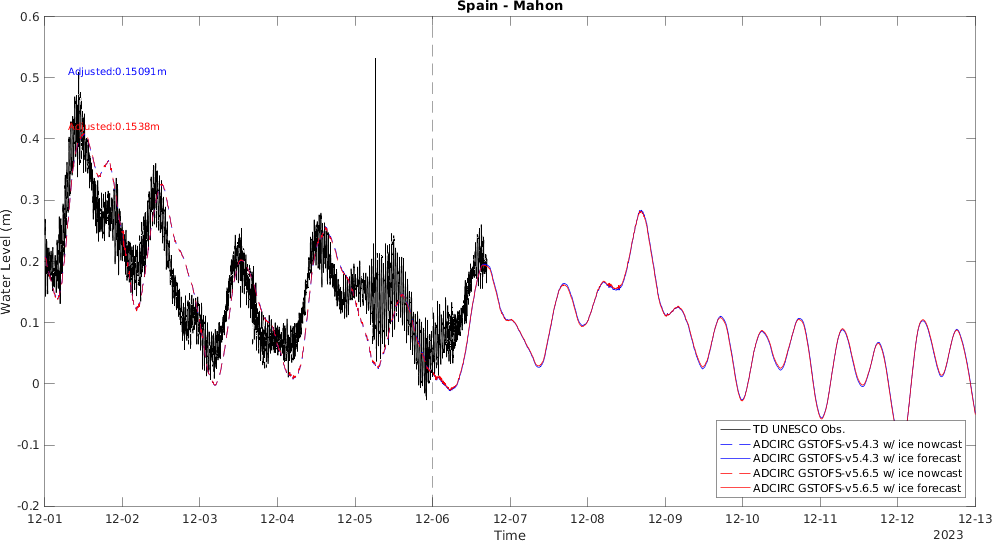 Spain - Mahon
0.6
0.5
0.4
0.3
0.2
0.1
0
-0.1
-0.2
Water Level (m)
Adjusted:0.15091m
Adjusted:0.1538m
TD UNESCO Obs.
ADCIRC GSTOFS-v5.4.3 w/ ice nowcast
ADCIRC GSTOFS-v5.4.3 w/ ice forecast
ADCIRC GSTOFS-v5.6.5 w/ ice nowcast
ADCIRC GSTOFS-v5.6.5 w/ ice forecast
12-01 12-02 12-03 12-04 12-05 12-06 12-07 12-08 12-09 12-10 12-11 12-12 12-13
Time
2023